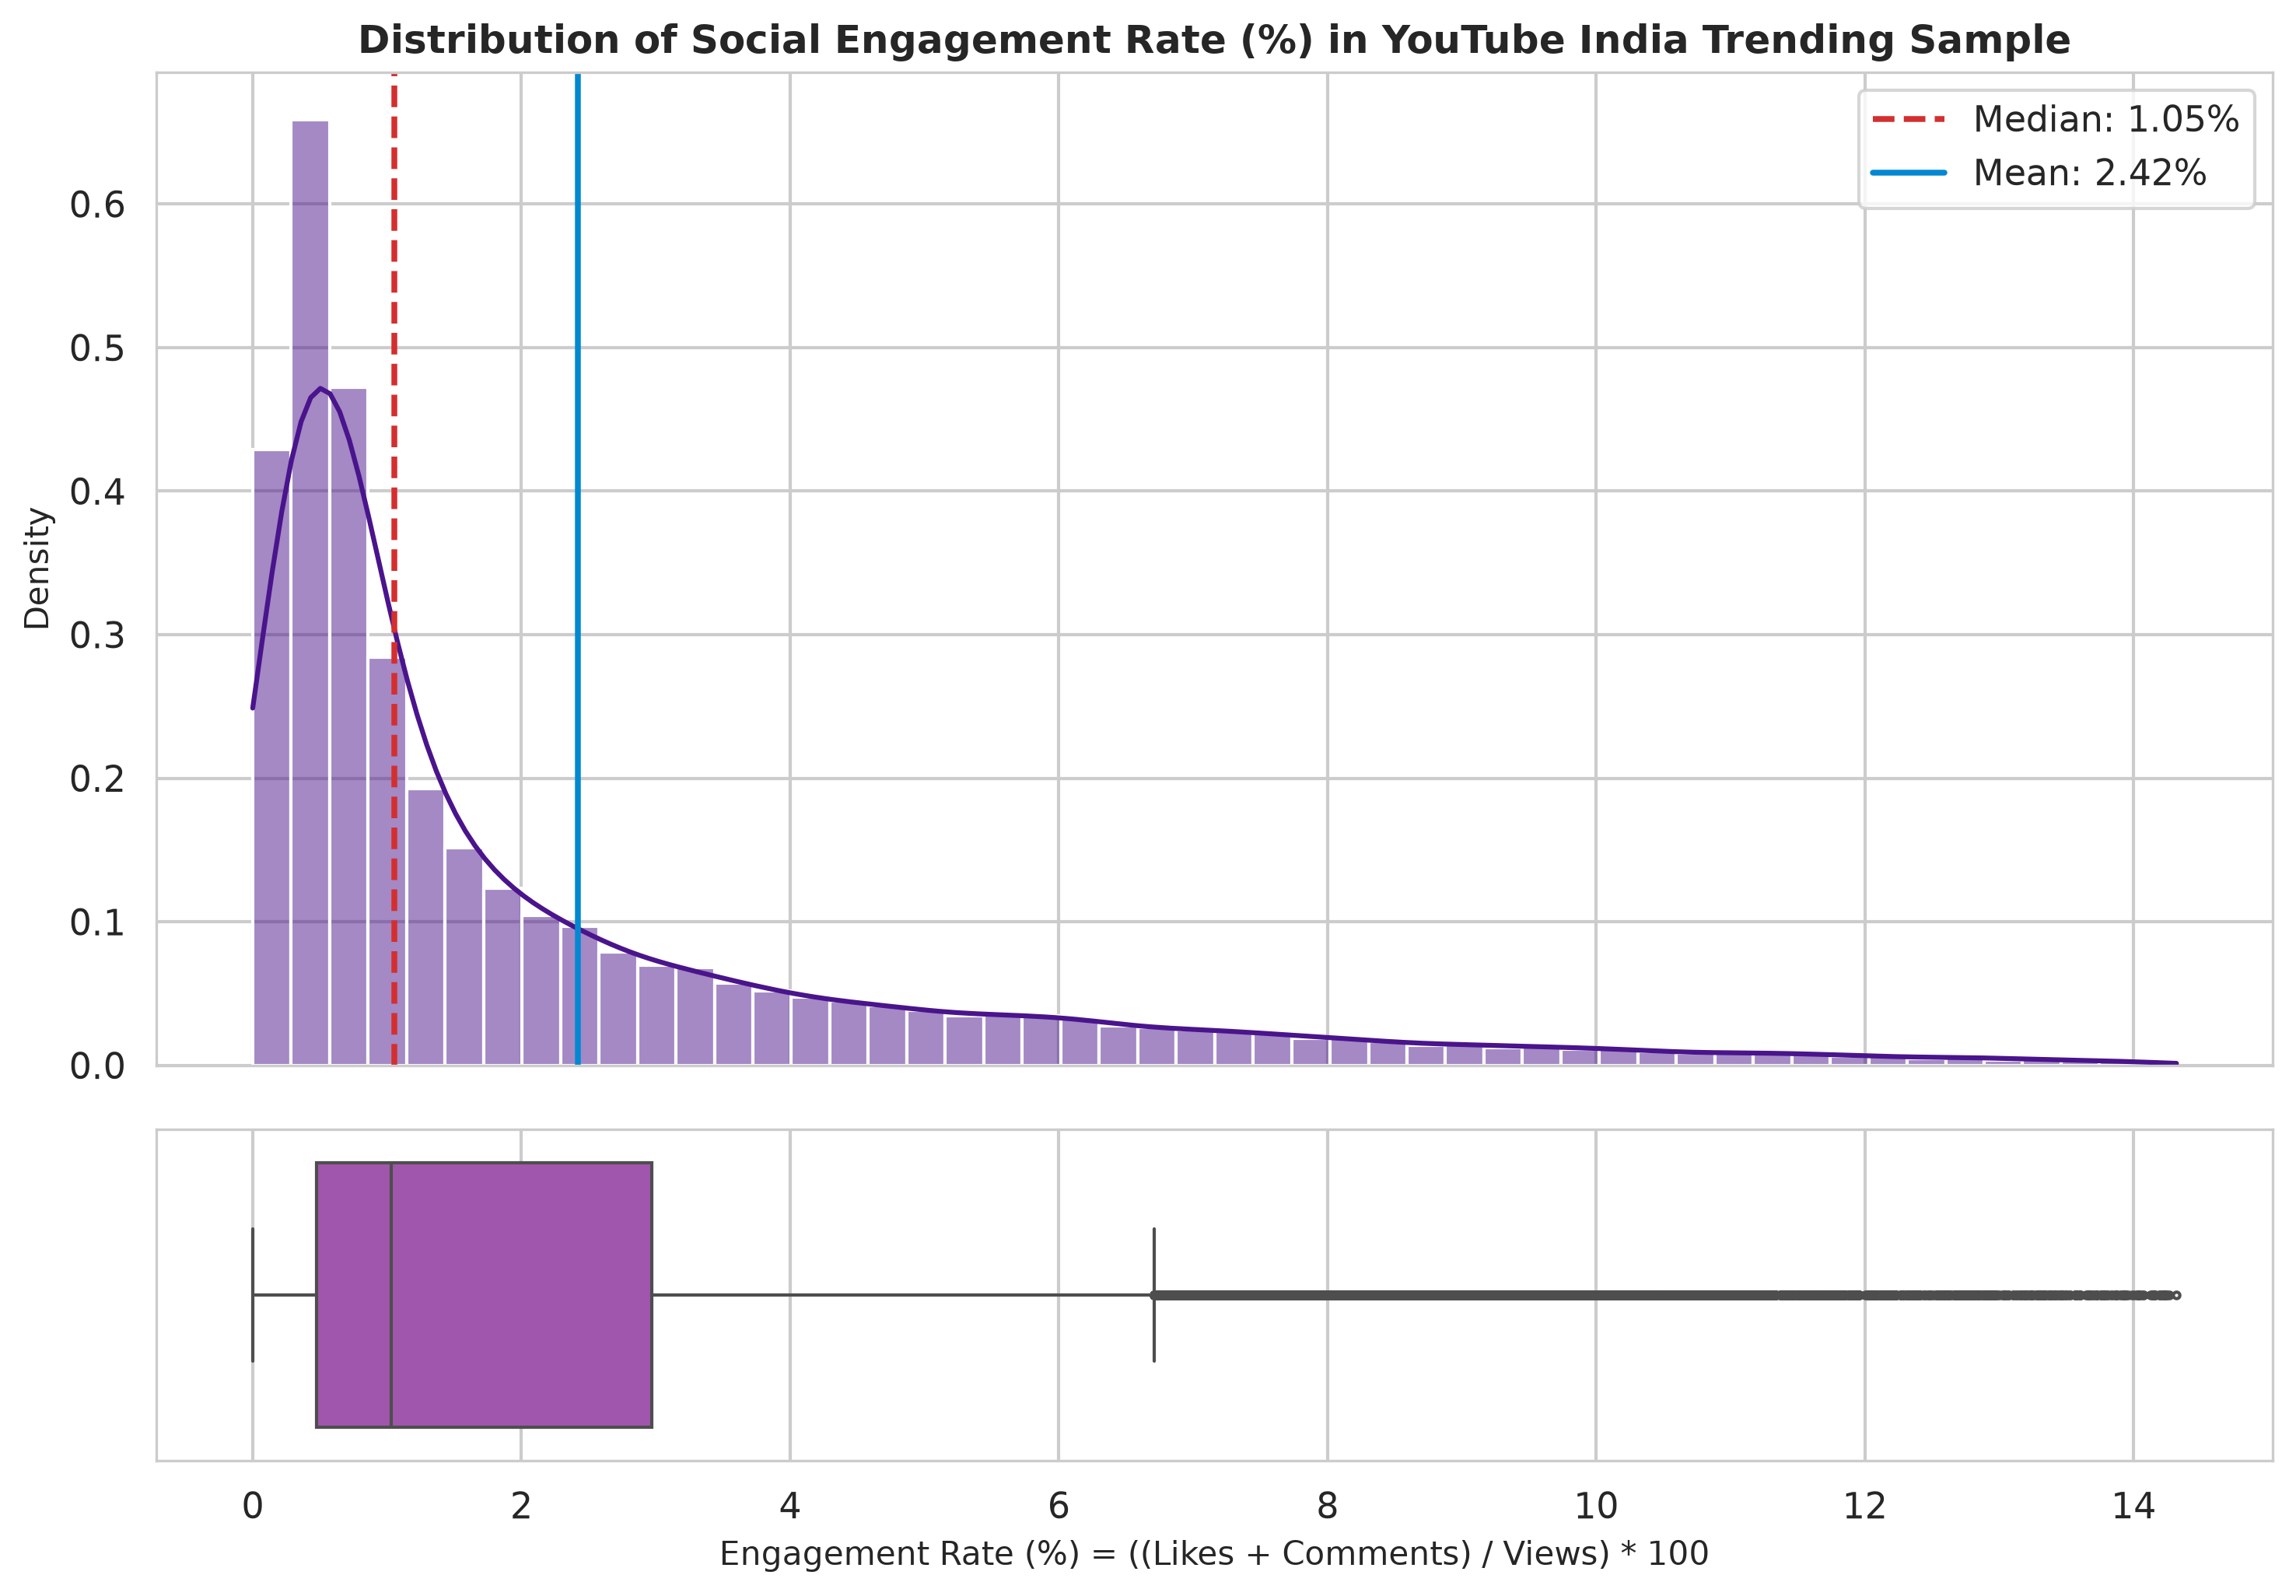 Distribution of Social Engagement Rate (%) in YouTube India Trending Sample
Median: 1.05%
Mean: 2.42%
Density
0.6
0.5
0.4
0.3
0.2
0.1
0.0
0 2 4 6 8 10 12 14
Engagement Rate (%) = ((Likes + Comments) / Views) * 100